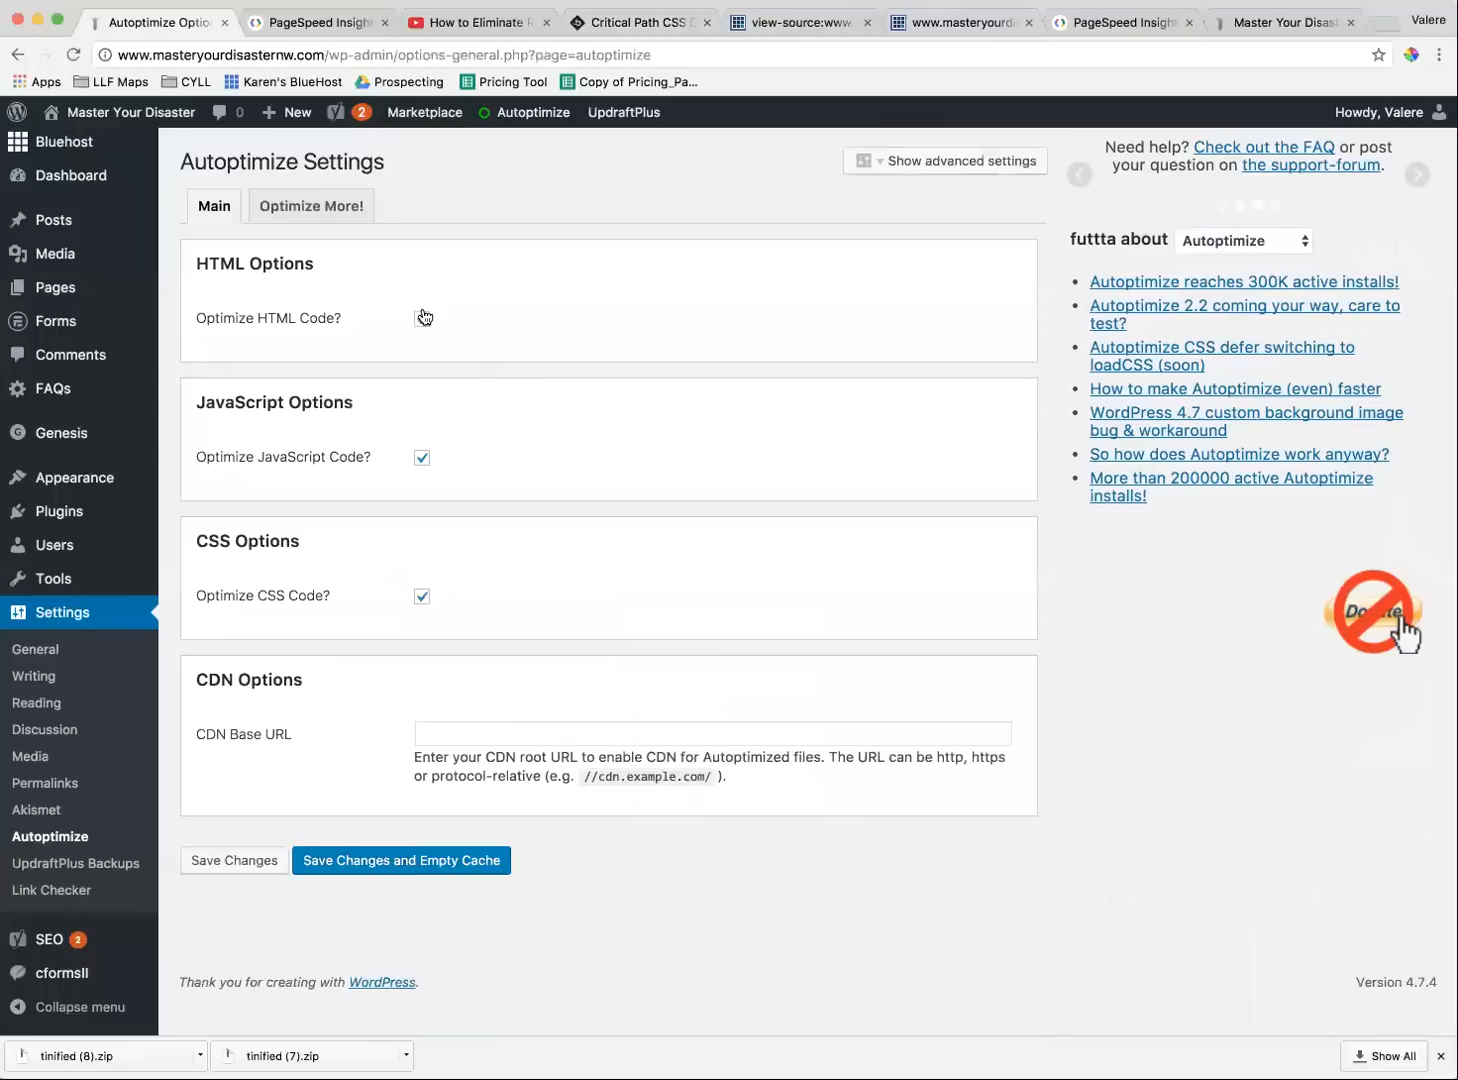 Autoptimize Optio
PageSpeed Insigh
How to Eliminate R
Critical Path CSS G
view-source:www.
www.masteryourdi
PageSpeed Insigh
Master Your Disas
Valere
www.masteryourdisasternw.com/wp-admin/options-general.php?page=autoptimize
Apps
LLF Maps
CYLL
Karen's BlueHost
Prospecting
Pricing Tool
Copy of Pricing_Pa...
Master Your Disaster
0
New
2
Marketplace
Autoptimize
UpdraftPlus
Howdy, Valere
Bluehost
Dashboard
Posts
Media
Pages
Forms
Comments
FAQs
Genesis
Appearance
Plugins
Users
Tools
Settings
General
Writing
Reading
Discussion
Media
Permalinks
Akismet
Autoptimize
UpdraftPlus Backups
Link Checker
SEO 2
cformsII
Collapse menu
Autoptimize Settings
Show advanced settings
Main
Optimize More!
HTML Options
Optimize HTML Code?
JavaScript Options
Optimize JavaScript Code?
CSS Options
Optimize CSS Code?
CDN Options
CDN Base URL
Enter your CDN root URL to enable CDN for Autoptimized files. The URL can be http, https
or protocol-relative (e.g. //cdn.example.com/ ).
Save Changes
Save Changes and Empty Cache
Need help? Check out the FAQ or post
your question on the support-forum.
futtta about
Autoptimize
Autoptimize reaches 300K active installs!
Autoptimize 2.2 coming your way, care to
test?
Autoptimize CSS defer switching to
loadCSS (soon)
How to make Autoptimize (even) faster
WordPress 4.7 custom background image
bug & workaround
So how does Autoptimize work anyway?
More than 200000 active Autoptimize
installs!
Thank you for creating with WordPress.
Version 4.7.4
tinified (8).zip
tinified (7).zip
Show All